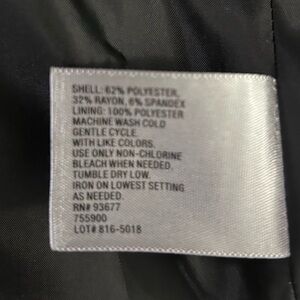 SHELL: 62% POLYESTER,
32% RAYON, 6% SPANDEX
LINING: 100% POLYESTER
MACHINE WASH COLD
GENTLE CYCLE.
WITH LIKE COLORS.
USE ONLY NON-CHLORINE
BLEACH WHEN NEEDED.
TUMBLE DRY LOW.
IRON ON LOWEST SETTING
AS NEEDED.
RN# 93677
755900
LOT# 816-5018